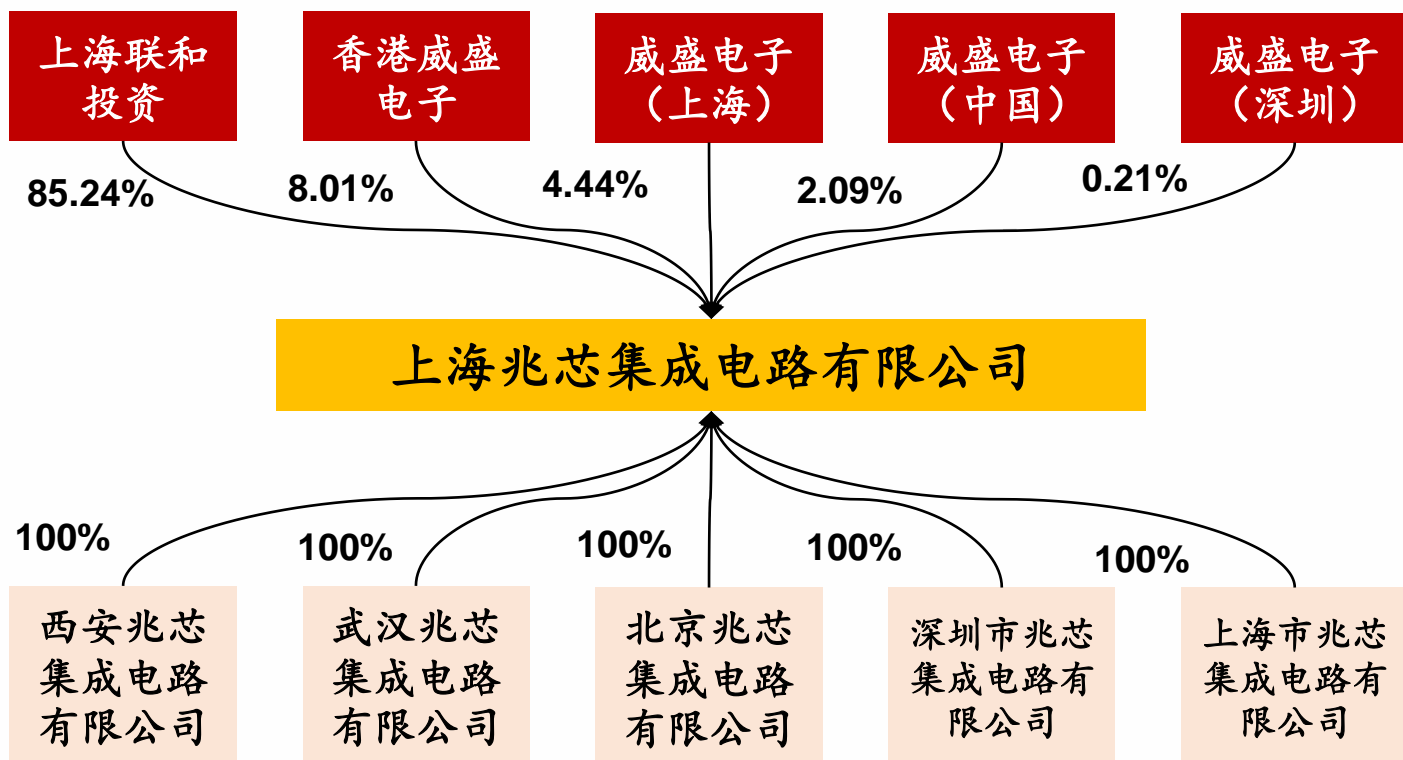 上海联和
投资
香港威盛
电子
威盛电子
（上海）
威盛电子
（中国）
威盛电子
（深圳）
85.24%
8.01%
4.44%
2.09%
0.21%
上海兆芯集成电路有限公司
100%
100%
100%
100%
100%
西安兆芯
集成电路
有限公司
武汉兆芯
集成电路
有限公司
北京兆芯
集成电路
有限公司
深圳市兆芯
集成电路有
限公司
上海市兆芯
集成电路有
限公司